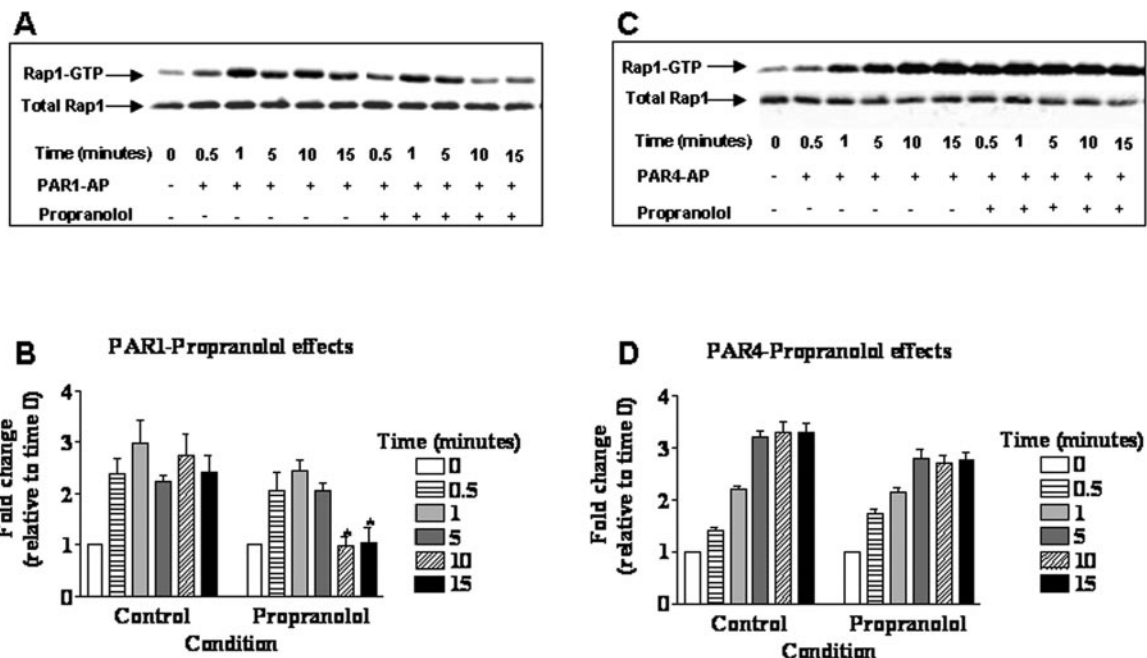 A
Rap1-GTP
Total Rap1
Time (minutes) 0 0.5 1 5 10 15 0.5 1 5 10 15
PAR1-AP - + + + + + + + + + +
Propranolol - - - - - - + + + + +
C
Rap1-GTP
Total Rap1
Time (minutes) 0 0.5 1 5 10 15 0.5 1 5 10 15
PAR4-AP - + + + + + + + + + +
Propranolol - - - - - - + + + + +
B
PAR1-Propranolol effects
Fold change
(relative to time 0)
4
3
2
1
0
*
*
Control Propranolol
Condition
Time (minutes)
0
0.5
1
5
10
15
D
PAR4-Propranolol effects
Fold change
(relative to time 0)
4
3
2
1
0
Control Propranolol
Condition
Time (minutes)
0
0.5
1
5
10
15